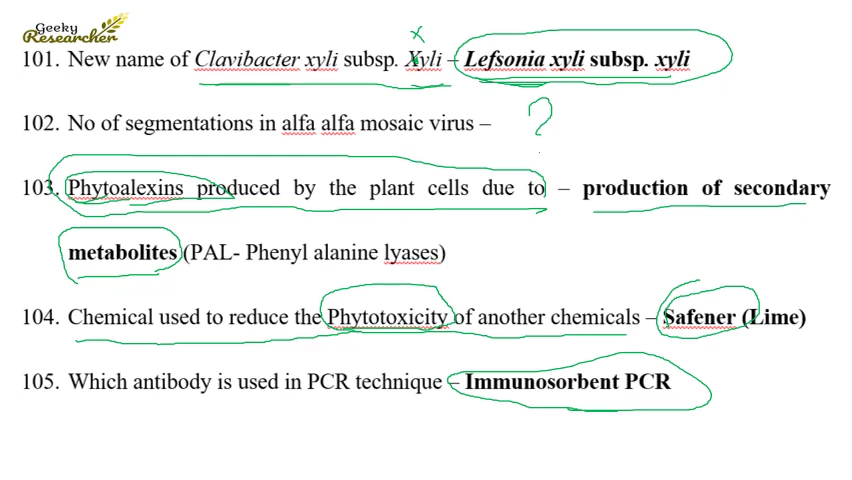 Geeky
Researcher
X
101. New name of Clavibacter xyli subsp. Xyli – Lefsonia xyli subsp. xyli
102. No of segmentations in alfa alfa mosaic virus – ?
103. Phytoalexins produced by the plant cells due to – production of secondary
metabolites (PAL- Phenyl alanine lyases)
104. Chemical used to reduce the Phytotoxicity of another chemicals – Safener (Lime)
105. Which antibody is used in PCR technique – Immunosorbent PCR